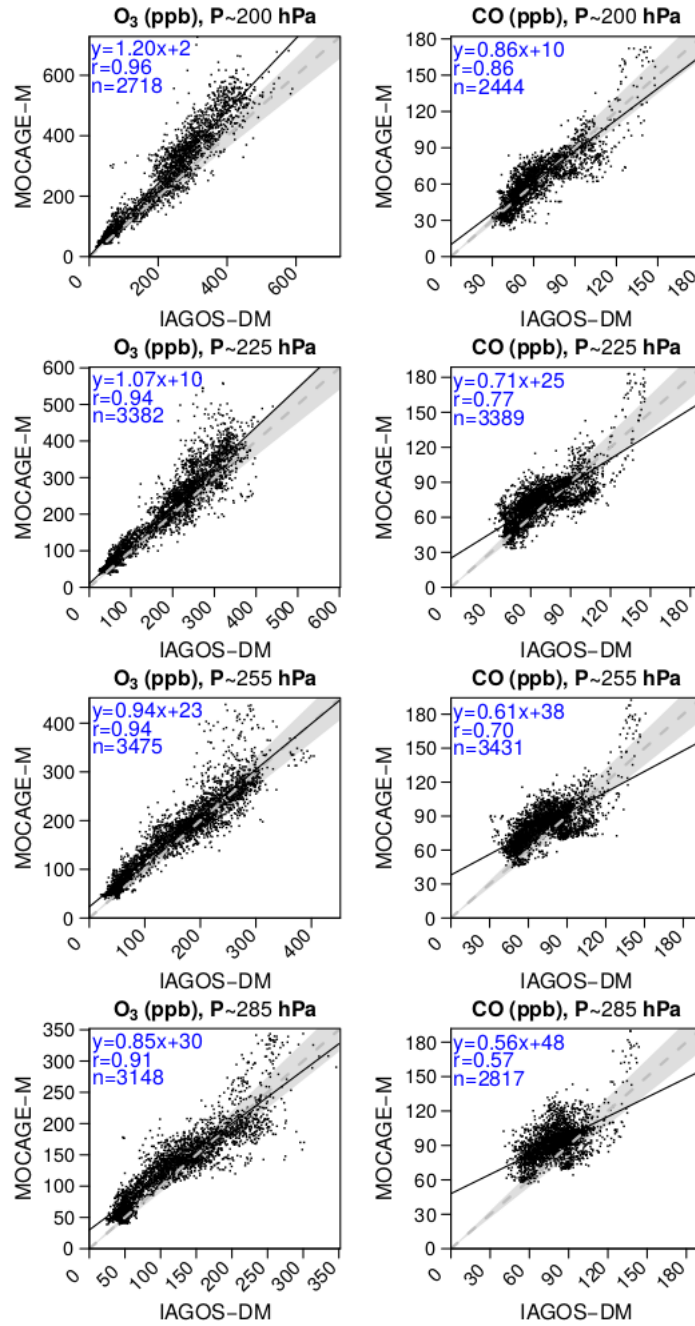 O₃ (ppb), P~200 hPa
y=1.20x+2
r=0.96
n=2718
MOCAGE−M
0
200
400
600
0
200
400
600
IAGOS−DM
CO (ppb), P~200 hPa
y=0.86x+10
r=0.86
n=2444
MOCAGE−M
0
30
60
90
120
150
180
0
30
60
90
120
150
180
IAGOS−DM
O₃ (ppb), P~225 hPa
y=1.07x+10
r=0.94
n=3382
MOCAGE−M
0
100
200
300
400
500
600
0
100
200
300
400
500
600
IAGOS−DM
CO (ppb), P~225 hPa
y=0.71x+25
r=0.77
n=3389
MOCAGE−M
0
30
60
90
120
150
180
0
30
60
90
120
150
180
IAGOS−DM
O₃ (ppb), P~255 hPa
y=0.94x+23
r=0.94
n=3475
MOCAGE−M
0
100
200
300
400
0
100
200
300
400
IAGOS−DM
CO (ppb), P~255 hPa
y=0.61x+38
r=0.70
n=3431
MOCAGE−M
0
30
60
90
120
150
180
0
30
60
90
120
150
180
IAGOS−DM
O₃ (ppb), P~285 hPa
y=0.85x+30
r=0.91
n=3148
MOCAGE−M
0
50
100
150
200
250
300
350
0
50
100
150
200
250
300
350
IAGOS−DM
CO (ppb), P~285 hPa
y=0.56x+48
r=0.57
n=2817
MOCAGE−M
0
30
60
90
120
150
180
0
30
60
90
120
150
180
IAGOS−DM